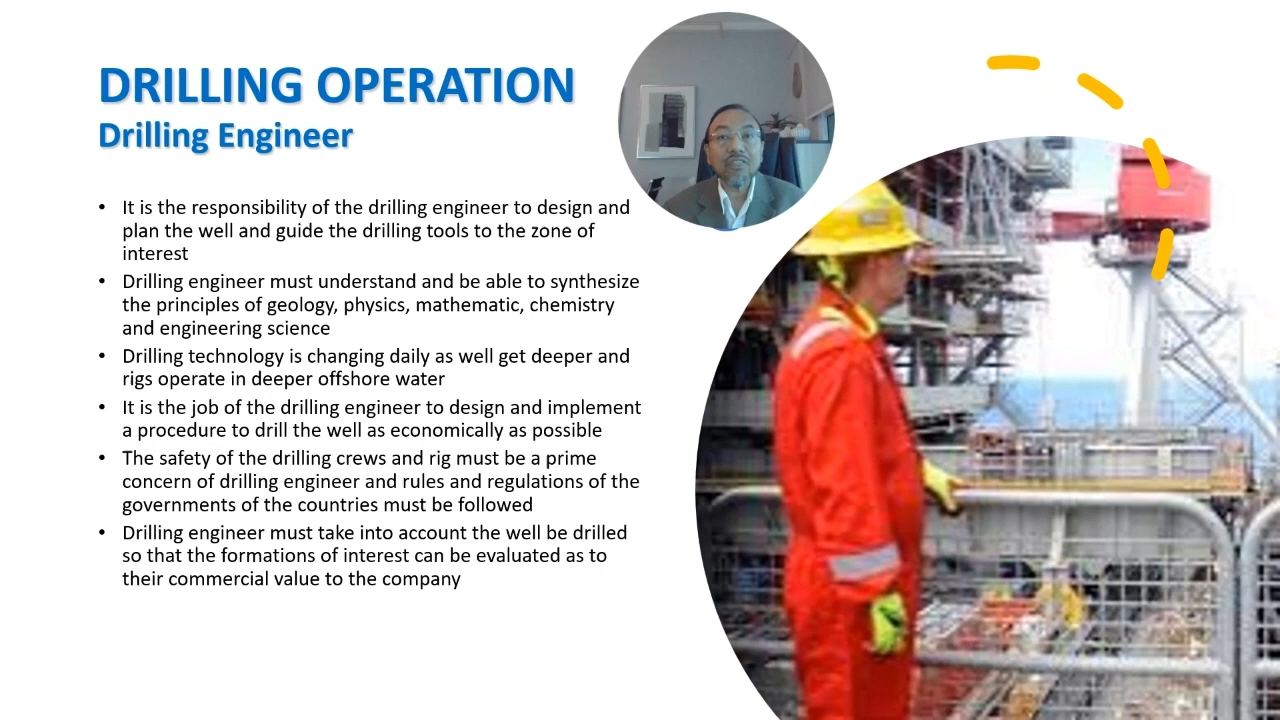 DRILLING OPERATION
Drilling Engineer
• It is the responsibility of the drilling engineer to design and
plan the well and guide the drilling tools to the zone of
interest
• Drilling engineer must understand and be able to synthesize
the principles of geology, physics, mathematic, chemistry
and engineering science
• Drilling technology is changing daily as well get deeper and
rigs operate in deeper offshore water
• It is the job of the drilling engineer to design and implement
a procedure to drill the well as economically as possible
• The safety of the drilling crews and rig must be a prime
concern of drilling engineer and rules and regulations of the
governments of the countries must be followed
• Drilling engineer must take into account the well be drilled
so that the formations of interest can be evaluated as to
their commercial value to the company